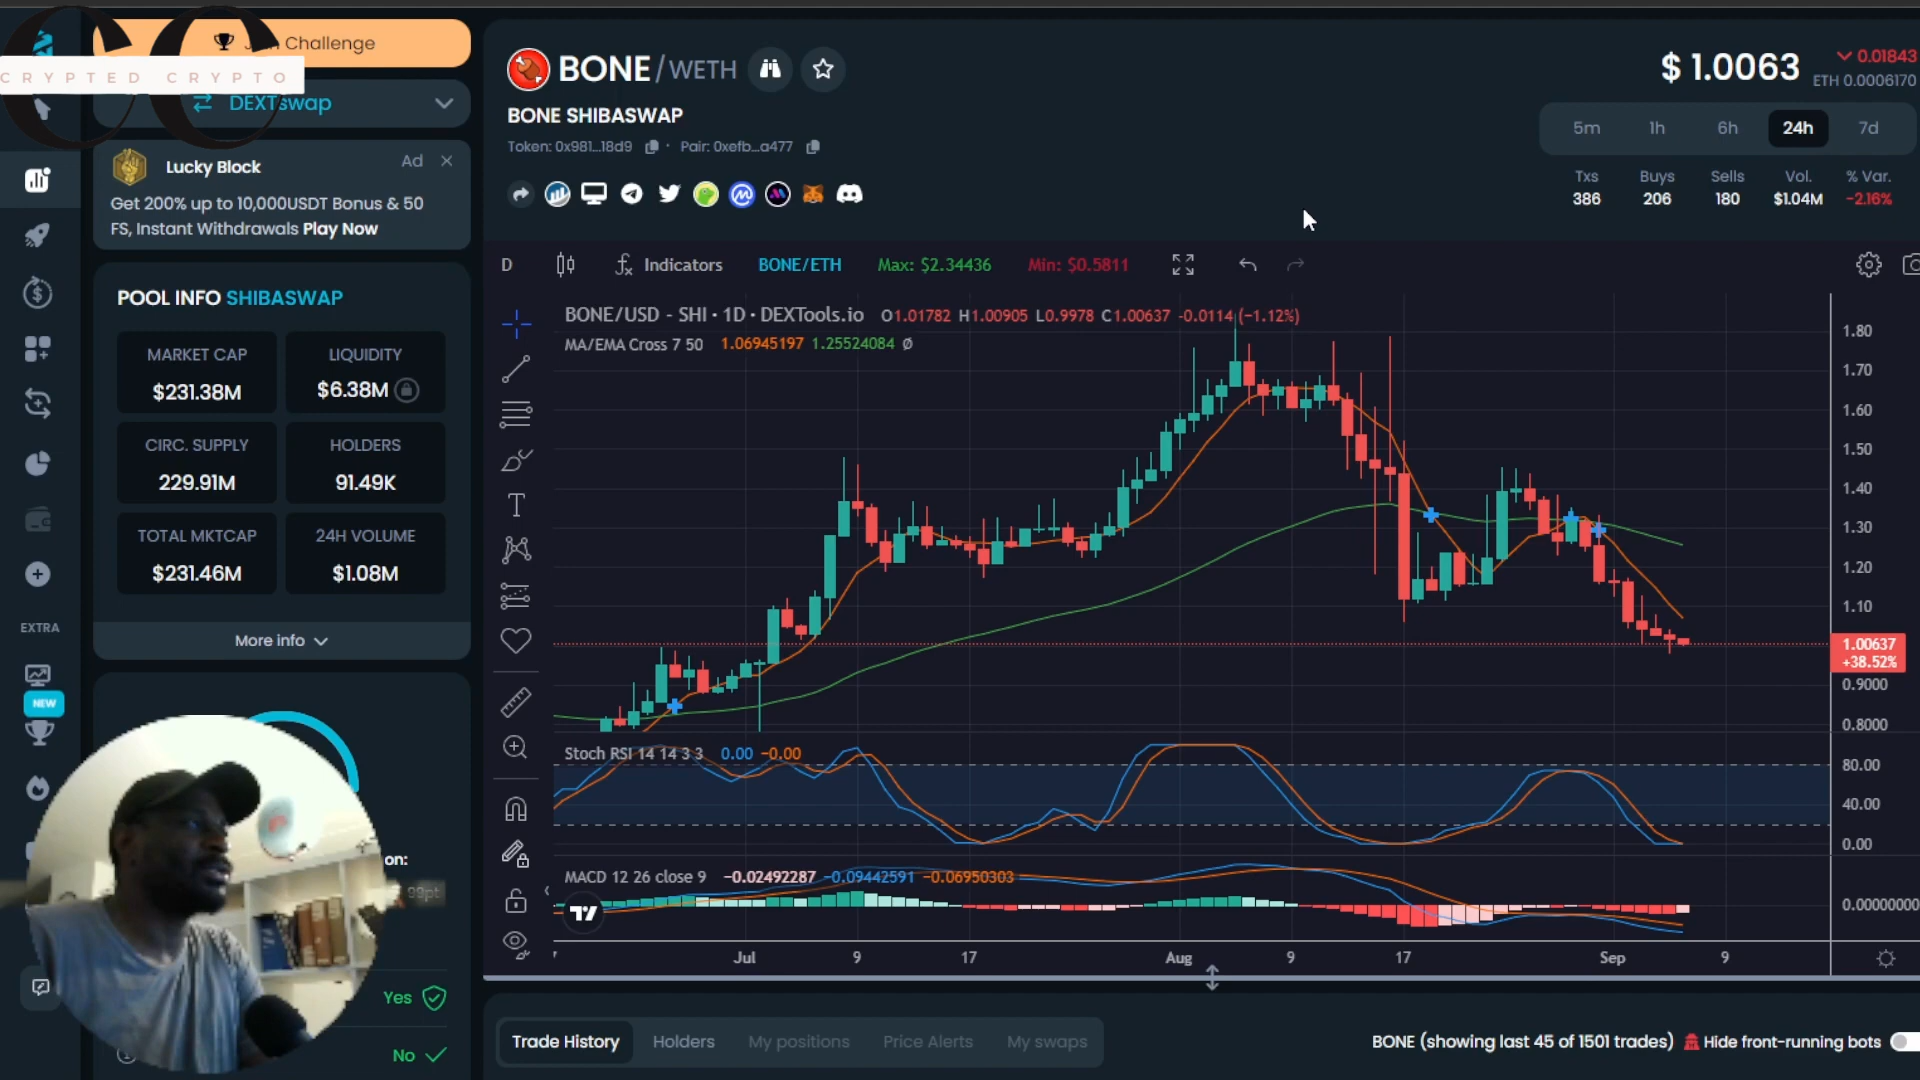 Challenge
CRYPTED CRYPTO
DEXTswap
Lucky Block
Ad
Get 200% up to 10,000USDT Bonus & 50
FS, Instant Withdrawals Play Now
POOL INFO SHIBASWAP
MARKET CAP
$231.38M
LIQUIDITY
$6.38M
CIRC. SUPPLY
229.91M
HOLDERS
91.49K
TOTAL MKTCAP
$231.46M
24H VOLUME
$1.08M
More info
EXTRA
NEW
on:
99pt
Yes
No
BONE/WETH
BONE SHIBASWAP
Token: 0x981...18d9 · Pair: 0xefb...a477
$ 1.0063
0.01843
ETH 0.0006170
5m 1h 6h 24h 7d
Txs Buys Sells Vol. % Var.
386 206 180 $1.04M -2.16%
D Indicators BONE/ETH Max: $2.34436 Min: $0.5811
BONE/USD - SHI · 1D · DEXTools.io O1.01782 H1.00905 L0.9978 C1.00637 -0.0114 (-1.12%)
MA/EMA Cross 7 50 1.06945197 1.25524084 Ø
1.80
1.70
1.60
1.50
1.40
1.30
1.20
1.10
1.00637
+38.52%
0.9000
0.8000
Stoch RSI 14 14 3 3 0.00 -0.00
80.00
40.00
0.00
MACD 12 26 close 9 -0.02492287 -0.09442591 -0.06950303
0.00000000
Jul 9 17 Aug 9 17 Sep 9
Trade History Holders My positions Price Alerts My swaps
BONE (showing last 45 of 1501 trades) Hide front-running bots